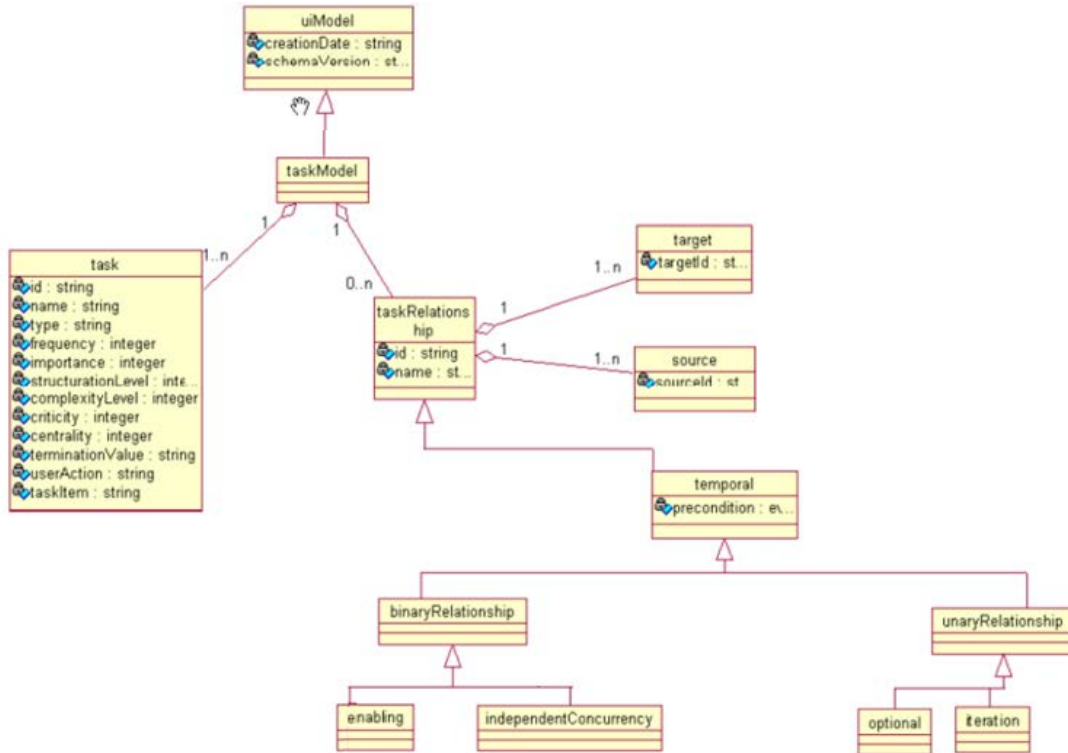 uiModel
creationDate : string
schemaVersion : st...
taskModel
1
1
1..n
0..n
task
id : string
name : string
type : string
frequency : integer
importance : integer
structurationLevel : inte...
complexityLevel : integer
criticity : integer
centrality : integer
terminationValue : string
userAction : string
taskItem : string
taskRelations
hip
id : string
name : st...
1
1..n
target
targetId : st...
1
1..n
source
sourceId : st
temporal
precondition : ev...
binaryRelationship
unaryRelationship
enabling
independentConcurrency
optional
iteration